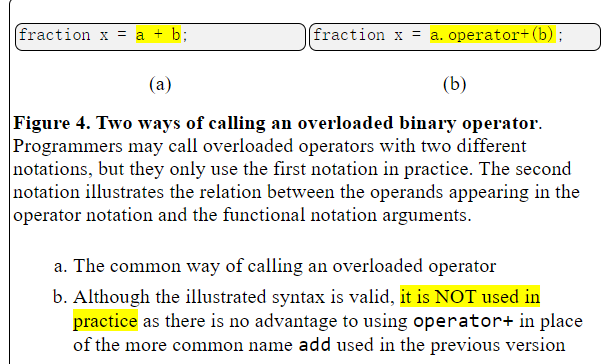 fraction x = a + b;
fraction x = a. operator+(b);
(a)
(b)
Figure 4. Two ways of calling an overloaded binary operator.
Programmers may call overloaded operators with two different
notations, but they only use the first notation in practice. The second
notation illustrates the relation between the operands appearing in the
operator notation and the functional notation arguments.
a. The common way of calling an overloaded operator
b. Although the illustrated syntax is valid, it is NOT used in
practice as there is no advantage to using operator+ in place
of the more common name add used in the previous version